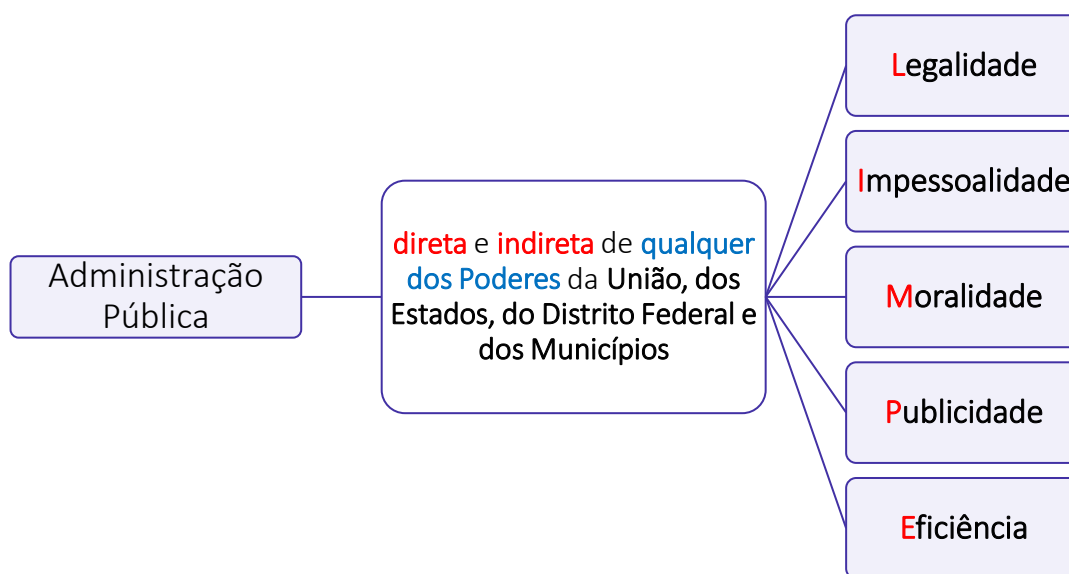 Administração
Pública
direta e indireta de qualquer
dos Poderes da União, dos
Estados, do Distrito Federal e
dos Municípios
Legalidade
Impessoalidade
Moralidade
Publicidade
Eficiência